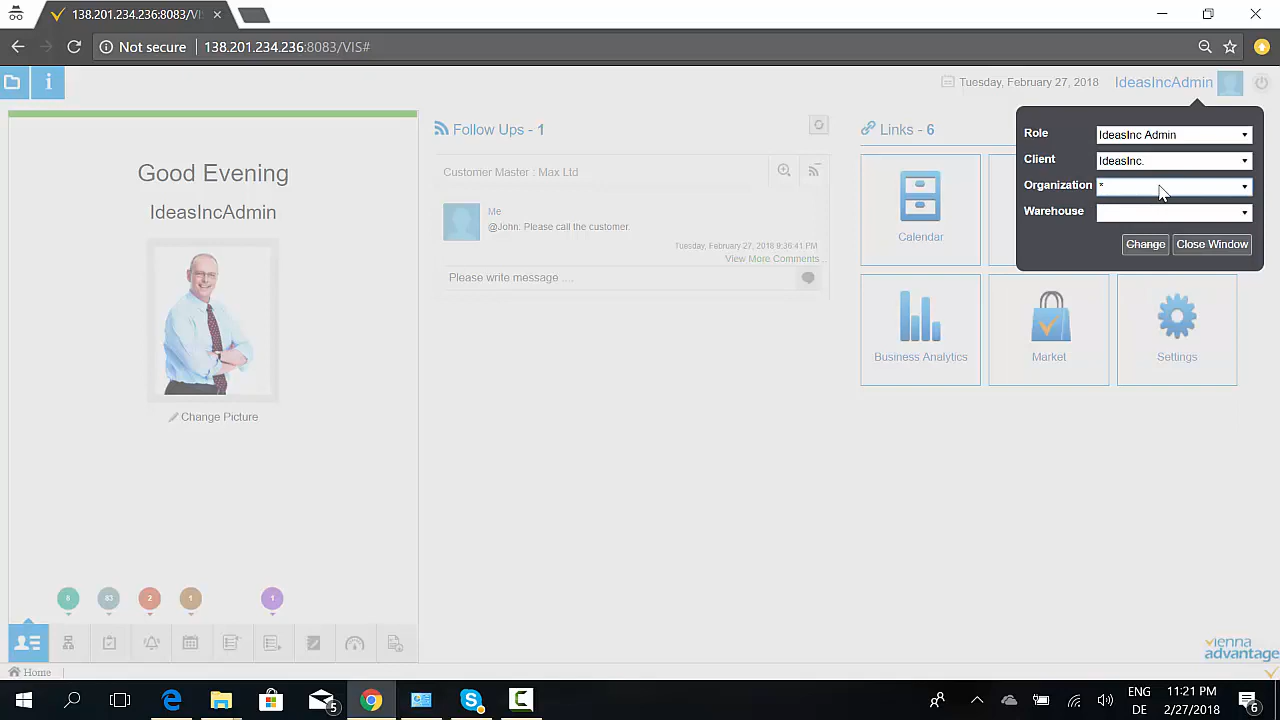 138.201.234.236:8083/VIS
Not secure
138.201.234.236:8083/VIS#
i
Tuesday, February 27, 2018
IdeasIncAdmin
Good Evening
IdeasIncAdmin
Change Picture
6
83
2
1
1
Home
Follow Ups - 1
Customer Master : Max Ltd
Me
@John. Please call the customer.
Tuesday, February 27, 2018 9:36:41 PM
View More Comments
Please write message ....
Links - 6
Calendar
Business Analytics
Market
Settings
Role
IdeasInc Admin
Client
IdeasInc.
Organization
*
Warehouse
Change
Close Window
vienna
advantage
5
ENG
DE
11:21 PM
2/27/2018
6